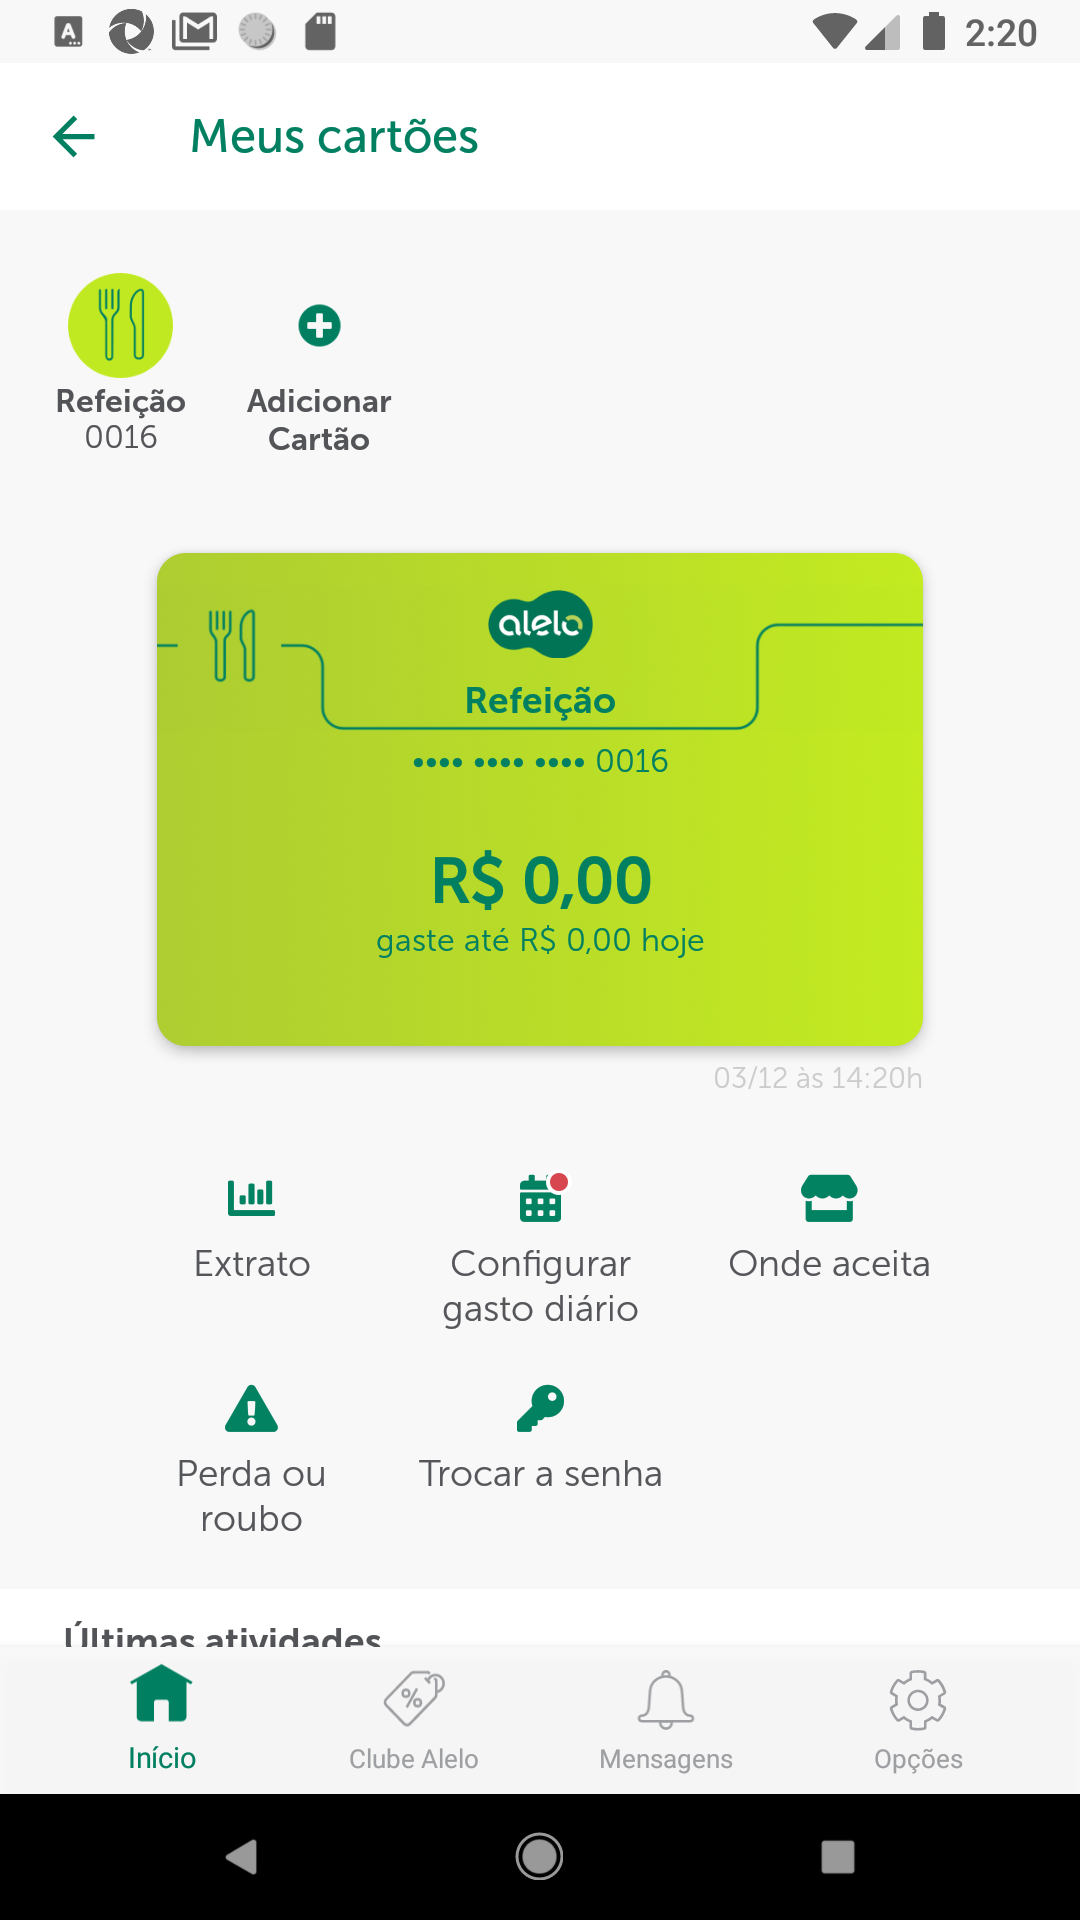 2:20
Meus cartões
Refeição
0016
Adicionar
Cartão
alelo
Refeição
•••• •••• •••• 0016
R$ 0,00
gaste até R$ 0,00 hoje
03/12 às 14:20h
Extrato
Configurar
gasto diário
Onde aceita
Perda ou
roubo
Trocar a senha
Últimas atividades
Início
Clube Alelo
Mensagens
Opções